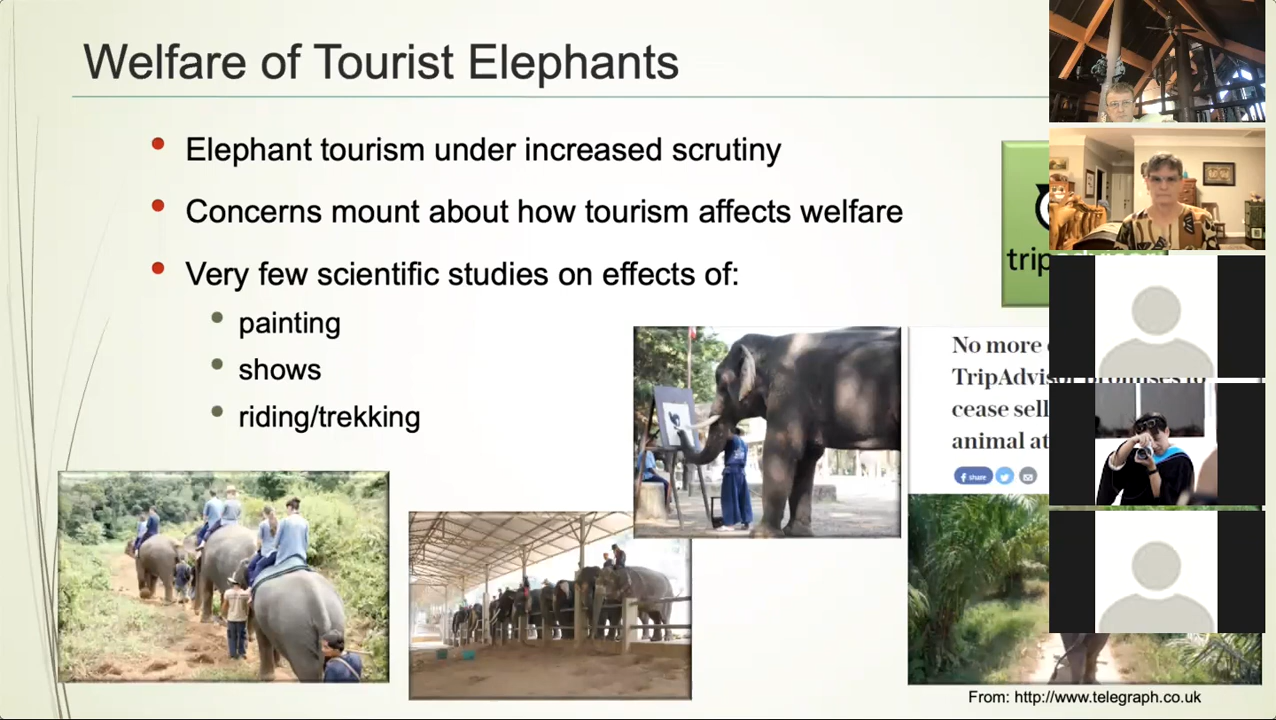 Welfare of Tourist Elephants
Elephant tourism under increased scrutiny
Concerns mount about how tourism affects welfare
Very few scientific studies on effects of:
painting
shows
riding/trekking
No more
TripAdvisor promises to
cease sell
animal at
share
From: http://www.telegraph.co.uk